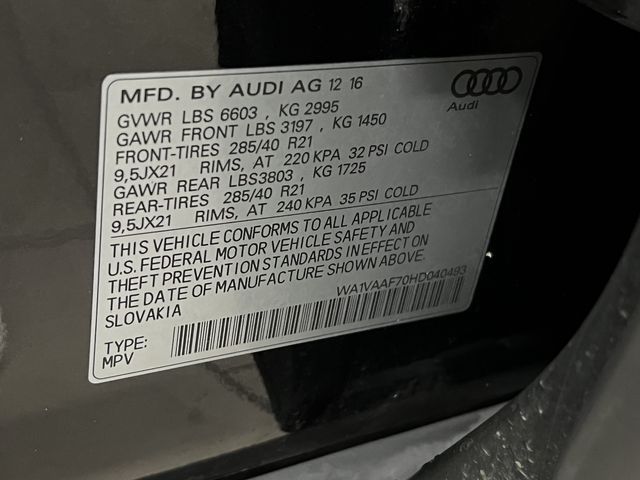 MFD. BY AUDI AG 12 16
Audi
GVWR LBS 6603 , KG 2995
GAWR FRONT LBS 3197 , KG 1450
FRONT-TIRES 285/40 R21
9,5JX21 RIMS, AT 220 KPA 32 PSI COLD
GAWR REAR LBS3803 , KG 1725
REAR-TIRES 285/40 R21
9,5JX21 RIMS, AT 240 KPA 35 PSI COLD
THIS VEHICLE CONFORMS TO ALL APPLICABLE
U.S. FEDERAL MOTOR VEHICLE SAFETY AND
THEFT PREVENTION STANDARDS IN EFFECT ON
THE DATE OF MANUFACTURE SHOWN ABOVE
SLOVAKIA
WA1VAAF70HD040493
TYPE:
MPV